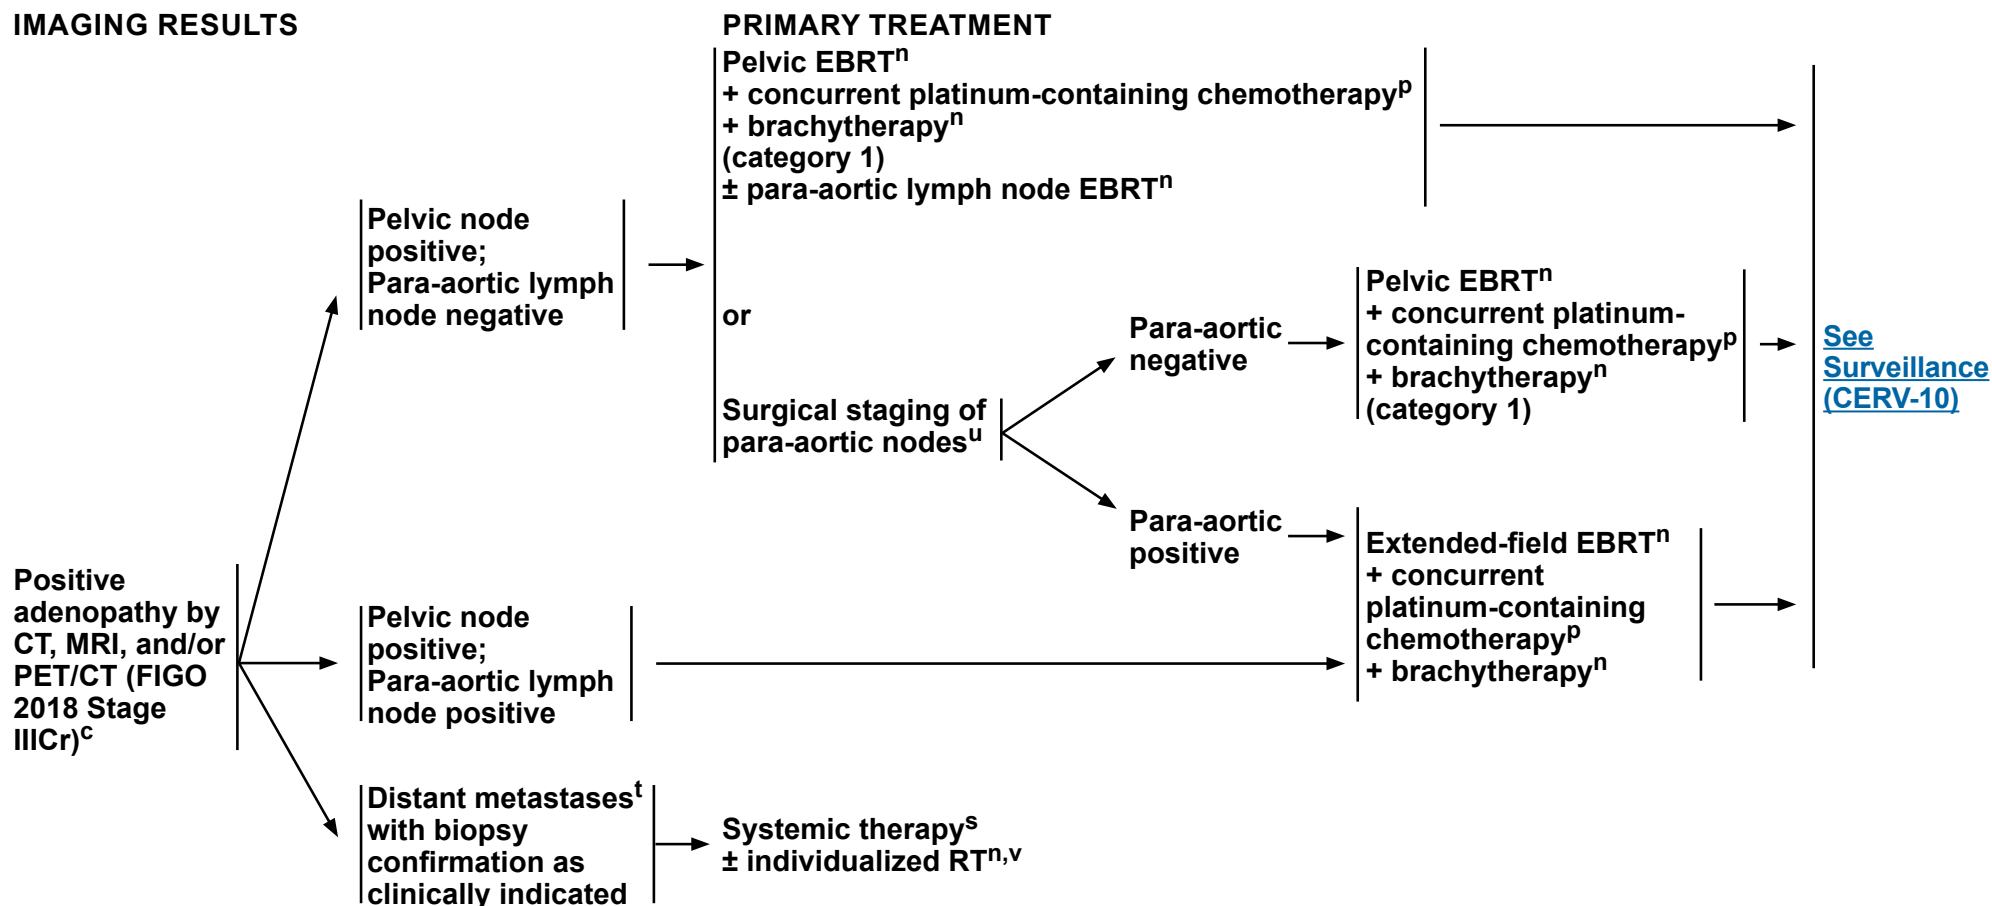 IMAGING RESULTS
PRIMARY TREATMENT
Positive
adenopathy by
CT, MRI, and/or
PET/CT (FIGO
2018 Stage
IIICr)c
Pelvic node
positive;
Para-aortic lymph
node negative
Pelvic EBRTn
+ concurrent platinum-containing chemotherapyp
+ brachytherapyn
(category 1)
± para-aortic lymph node EBRTn
or
Surgical staging of
para-aortic nodesu
Para-aortic
negative
Pelvic EBRTn
+ concurrent platinum-
containing chemotherapyp
+ brachytherapyn
(category 1)
Para-aortic
positive
Extended-field EBRTn
+ concurrent
platinum-containing
chemotherapyp
+ brachytherapyn
See
Surveillance
(CERV-10)
Pelvic node
positive;
Para-aortic lymph
node positive
Distant metastasest
with biopsy
confirmation as
clinically indicated
Systemic therapys
± individualized RTn,v